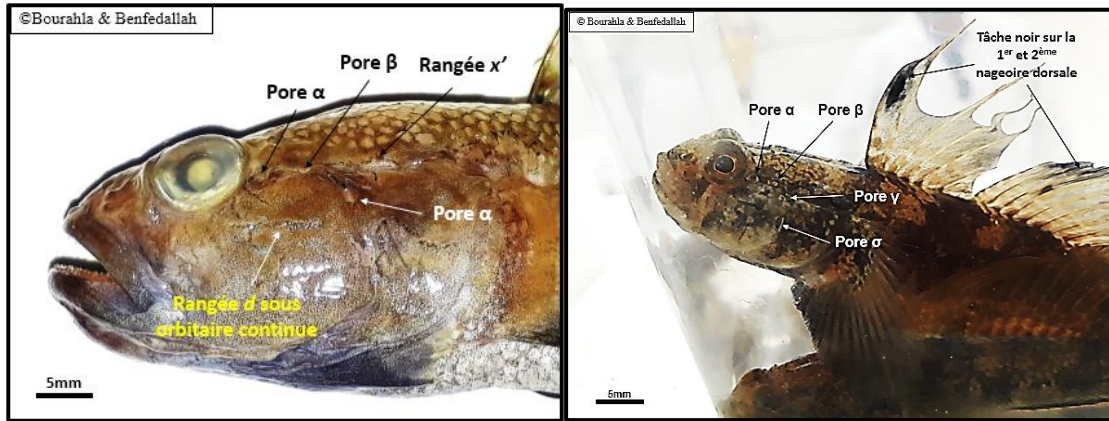 ©Bourahla & Benfedallah
Pore β
Rangée x’
Pore α
Pore α
Rangée d sous
orbitaire continue
5mm
© Bourahla & Benfedallah
Tâche noir sur la
1er et 2ème
nageoire dorsale
Pore α
Pore β
Pore γ
Pore σ
5mm